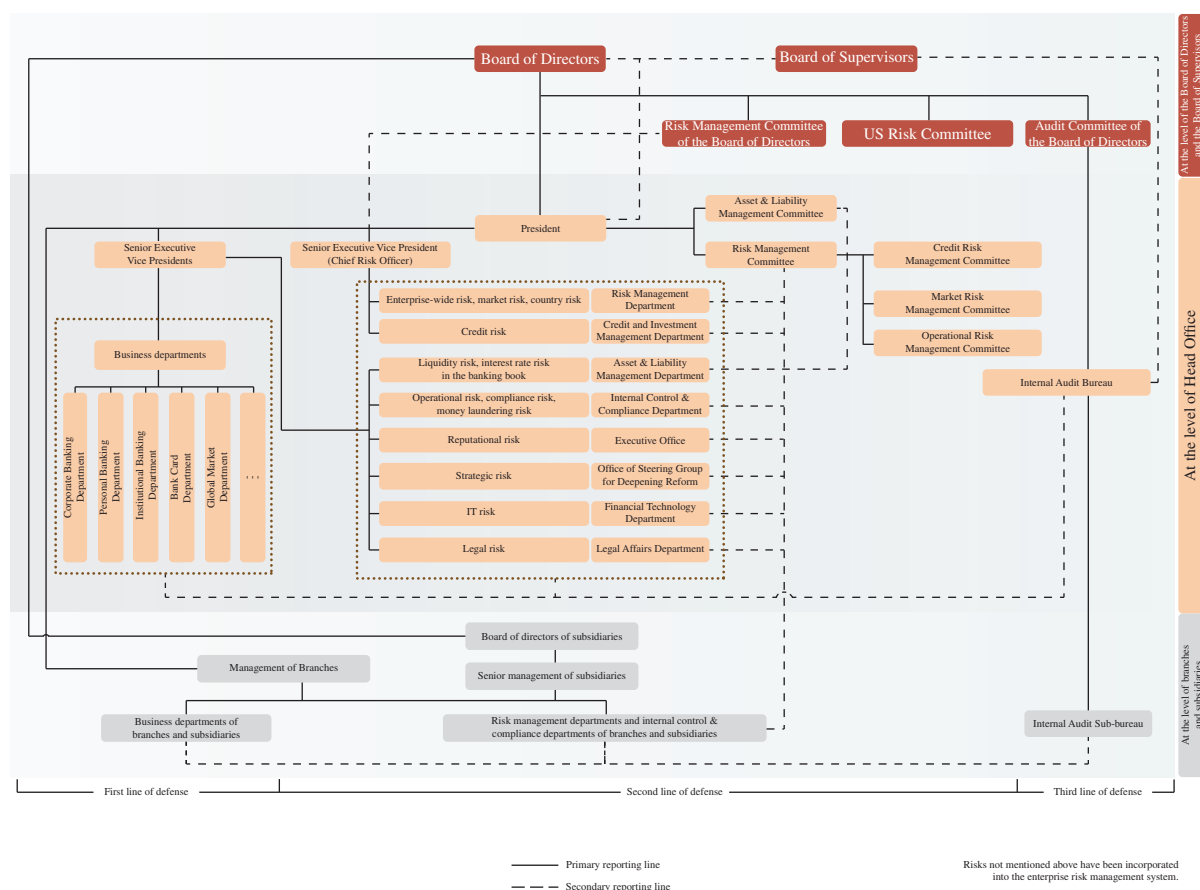 Board of Directors
Board of Supervisors
Risk Management Committee
of the Board of Directors
US Risk Committee
Audit Committee of
the Board of Directors
At the level of the Board of Directors
and the Board of Supervisors
Asset & Liability
Management Committee
President
Senior Executive
Vice Presidents
Senior Executive Vice President
(Chief Risk Officer)
Risk Management
Committee
Credit Risk
Management Committee
Market Risk
Management Committee
Operational Risk
Management Committee
Enterprise-wide risk, market risk, country risk
Risk Management
Department
Credit risk
Credit and Investment
Management Department
Liquidity risk, interest rate risk
in the banking book
Asset & Liability
Management Department
Operational risk, compliance risk,
money laundering risk
Internal Control &
Compliance Department
Reputational risk
Executive Office
Strategic risk
Office of Steering Group
for Deepening Reform
IT risk
Financial Technology
Department
Legal risk
Legal Affairs Department
Business departments
Corporate Banking
Department
Personal Banking
Department
Institutional Banking
Department
Bank Card
Department
Global Market
Department
...
Internal Audit Bureau
At the level of Head Office
Board of directors of subsidiaries
Management of Branches
Senior management of subsidiaries
Business departments of
branches and subsidiaries
Risk management departments and internal control &
compliance departments of branches and subsidiaries
Internal Audit Sub-bureau
At the level of branches
and subsidiaries
First line of defense
Second line of defense
Third line of defense
Primary reporting line
Secondary reporting line
Risks not mentioned above have been incorporated
into the enterprise risk management system.